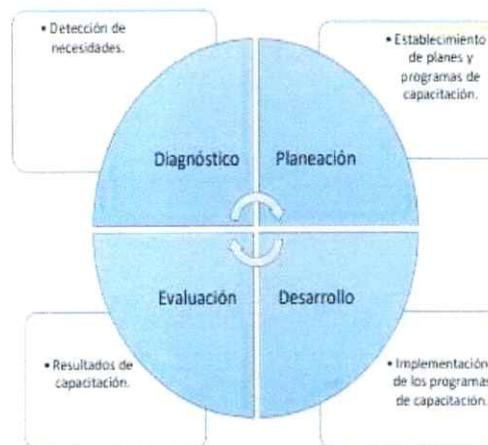 • Detección de
necesidades.
• Establecimiento
de planes y
programas de
capacitación.
Diagnóstico
Planeación
Evaluación
Desarrollo
• Resultados de
capacitación.
• Implementación
de los programas
de capacitación.